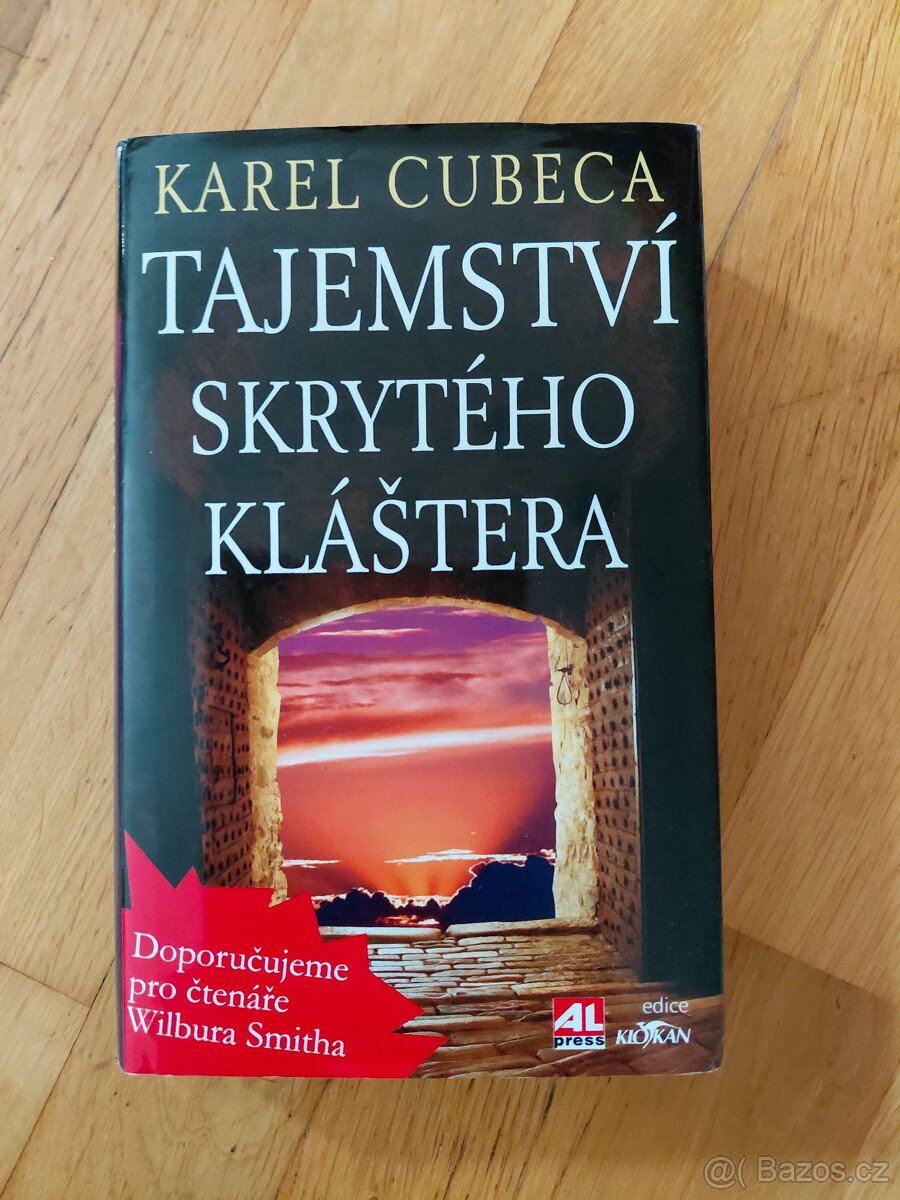 KAREL CUBECA
TAJEMSTVÍ
SKRYTÉHO
KLÁŠTERA
Doporučujeme
pro čtenáře
Wilbura Smitha
AL
press
edice
KLOKAN
@( Bazos.cz